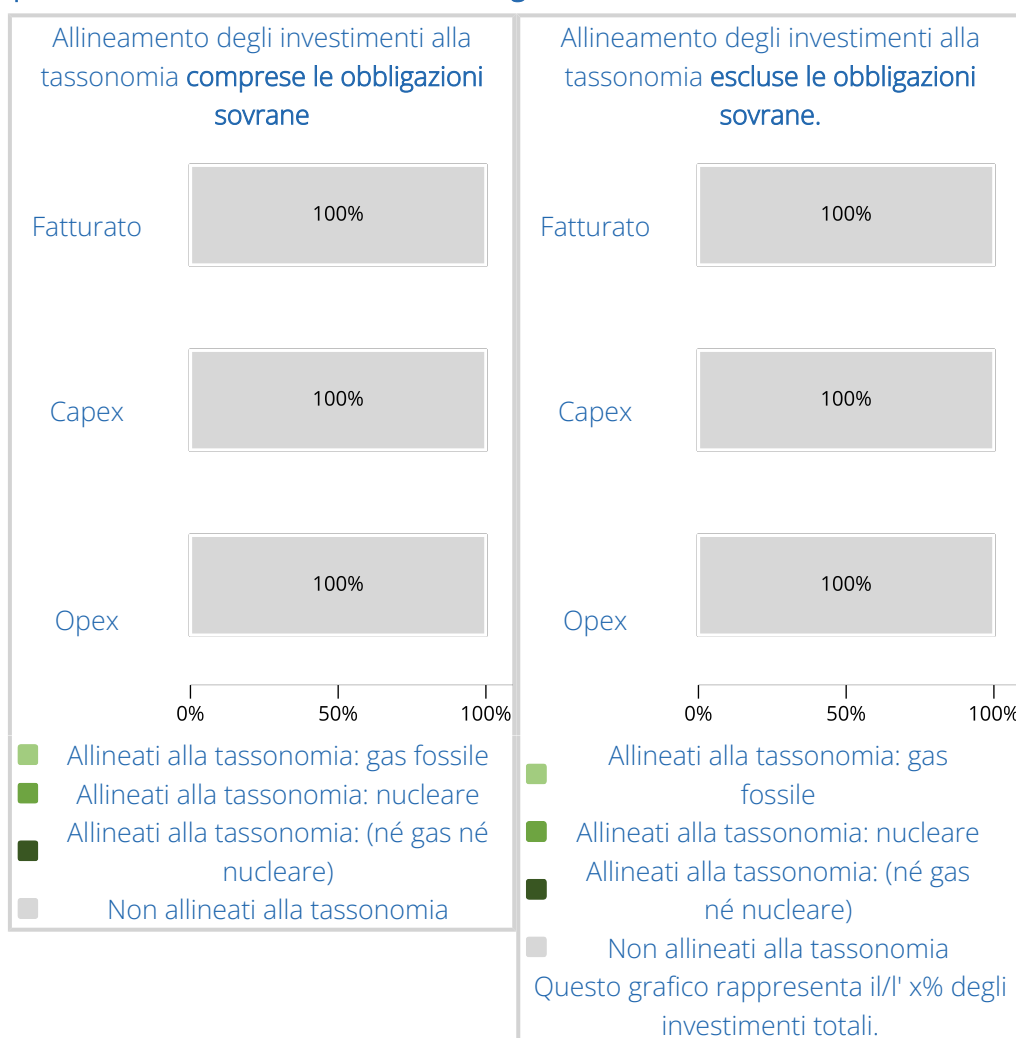 Allineamento degli investimenti alla
tassonomia comprese le obbligazioni
sovrane
Fatturato
100%
Capex
100%
Opex
100%
0% 50% 100%
Allineati alla tassonomia: gas fossile
Allineati alla tassonomia: nucleare
Allineati alla tassonomia: (né gas né
nucleare)
Non allineati alla tassonomia
Allineamento degli investimenti alla
tassonomia escluse le obbligazioni
sovrane.
Fatturato
100%
Capex
100%
Opex
100%
0% 50% 100%
Allineati alla tassonomia: gas
fossile
Allineati alla tassonomia: nucleare
Allineati alla tassonomia: (né gas
né nucleare)
Non allineati alla tassonomia
Questo grafico rappresenta il/l' x% degli
investimenti totali.